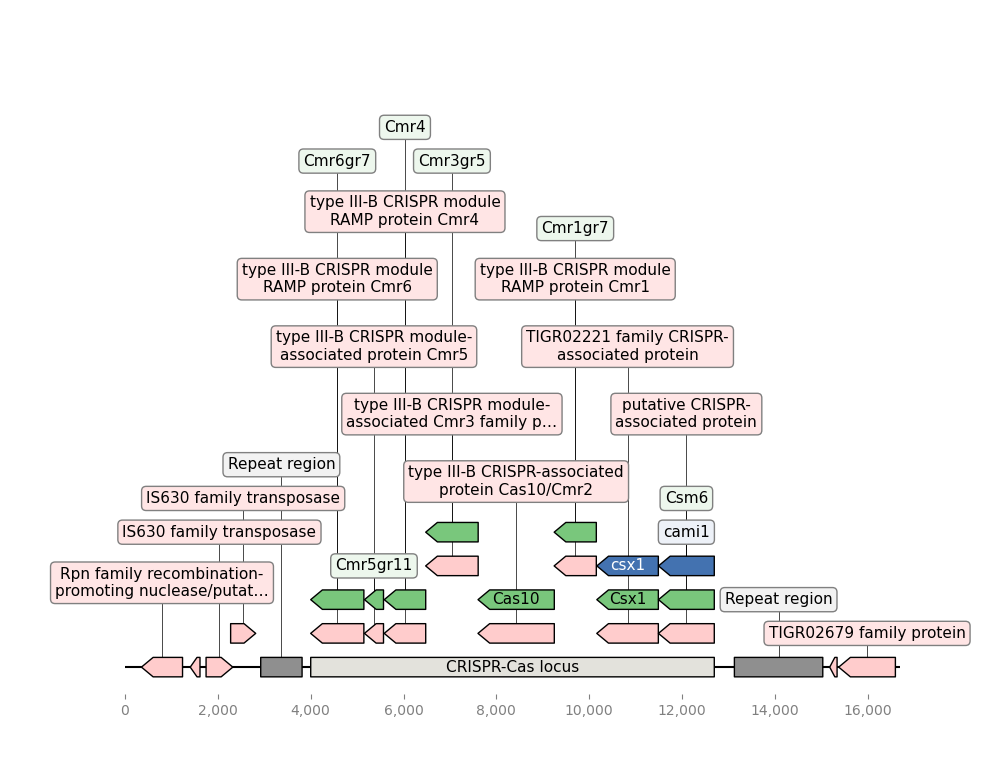 Cmr4
Cmr6gr7
Cmr3gr5
type III-B CRISPR module
RAMP protein Cmr4
Cmr1gr7
type III-B CRISPR module
RAMP protein Cmr6
type III-B CRISPR module
RAMP protein Cmr1
type III-B CRISPR module-
associated protein Cmr5
TIGR02221 family CRISPR-
associated protein
type III-B CRISPR module-
associated Cmr3 family p…
putative CRISPR-
associated protein
Repeat region
type III-B CRISPR-associated
protein Cas10/Cmr2
IS630 family transposase
Csm6
IS630 family transposase
cami1
Cmr5gr11
csx1
Rpn family recombination-
promoting nuclease/putat…
Cas10
Csx1
Repeat region
TIGR02679 family protein
CRISPR-Cas locus
0
2,000
4,000
6,000
8,000
10,000
12,000
14,000
16,000